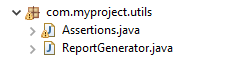 com.myproject.utils
Assertions.java
ReportGenerator.java